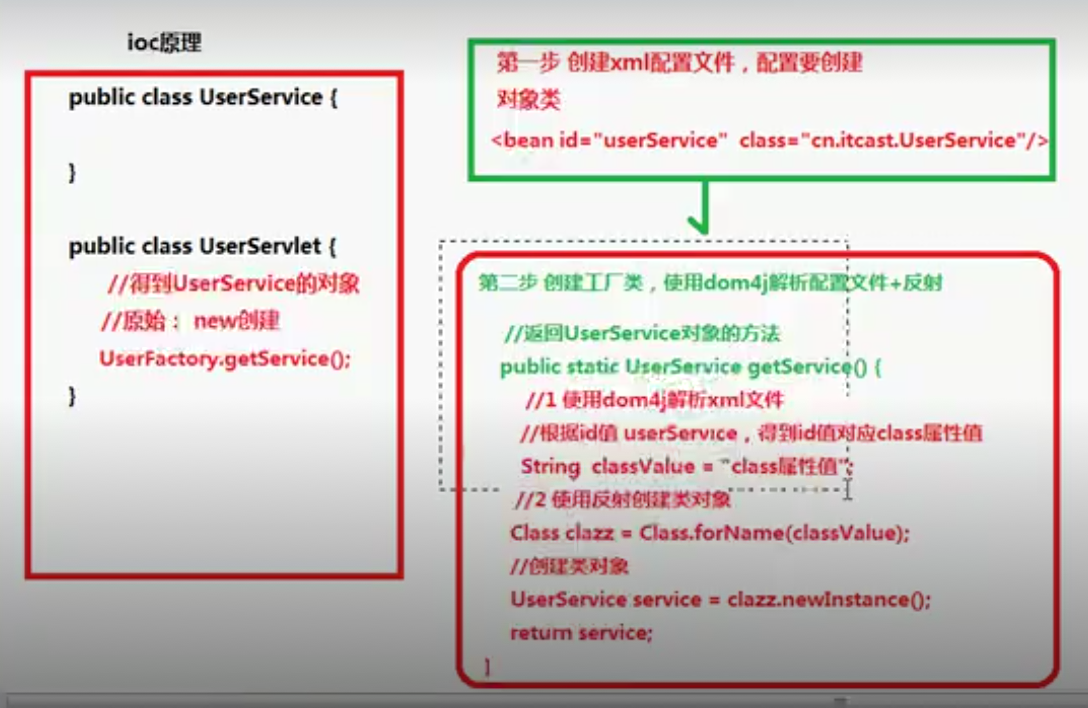 ioc原理
public class UserService {
}
public class UserServlet {
//得到UserService的对象
//原始： new创建
UserFactory.getService();
}
第一步 创建xml配置文件，配置要创建
对象类
<bean id="userService" class="cn.itcast.UserService"/>
第二步 创建工厂类，使用dom4j解析配置文件+反射
//返回UserService对象的方法
public static UserService getService() {
//1 使用dom4j解析xml文件
//根据id值 userService，得到id值对应class属性值
String classValue = "class属性值";
//2 使用反射创建类对象
Class clazz = Class.forName(classValue);
//创建类对象
UserService service = clazz.newInstance();
return service;
}